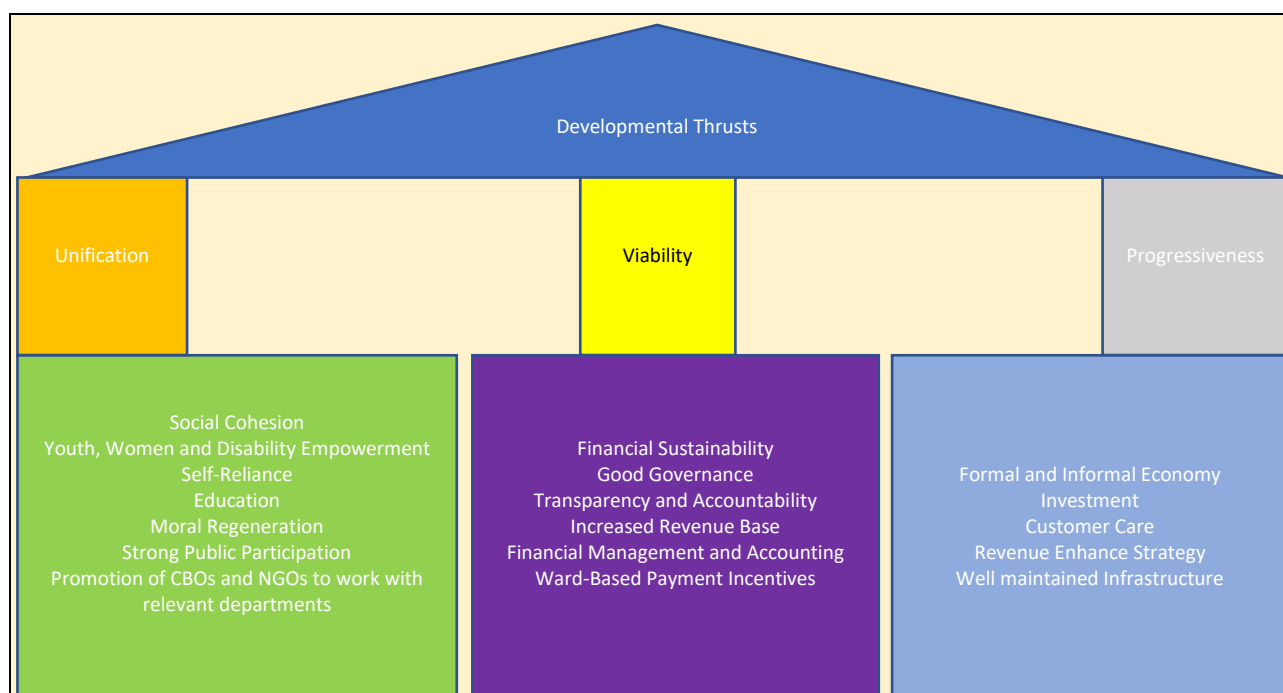 Developmental Thrusts
Unification
Viability
Progressiveness
Social Cohesion
Youth, Women and Disability Empowerment
Self-Reliance
Education
Moral Regeneration
Strong Public Participation
Promotion of CBOs and NGOs to work with
relevant departments
Financial Sustainability
Good Governance
Transparency and Accountability
Increased Revenue Base
Financial Management and Accounting
Ward-Based Payment Incentives
Formal and Informal Economy
Investment
Customer Care
Revenue Enhance Strategy
Well maintained Infrastructure